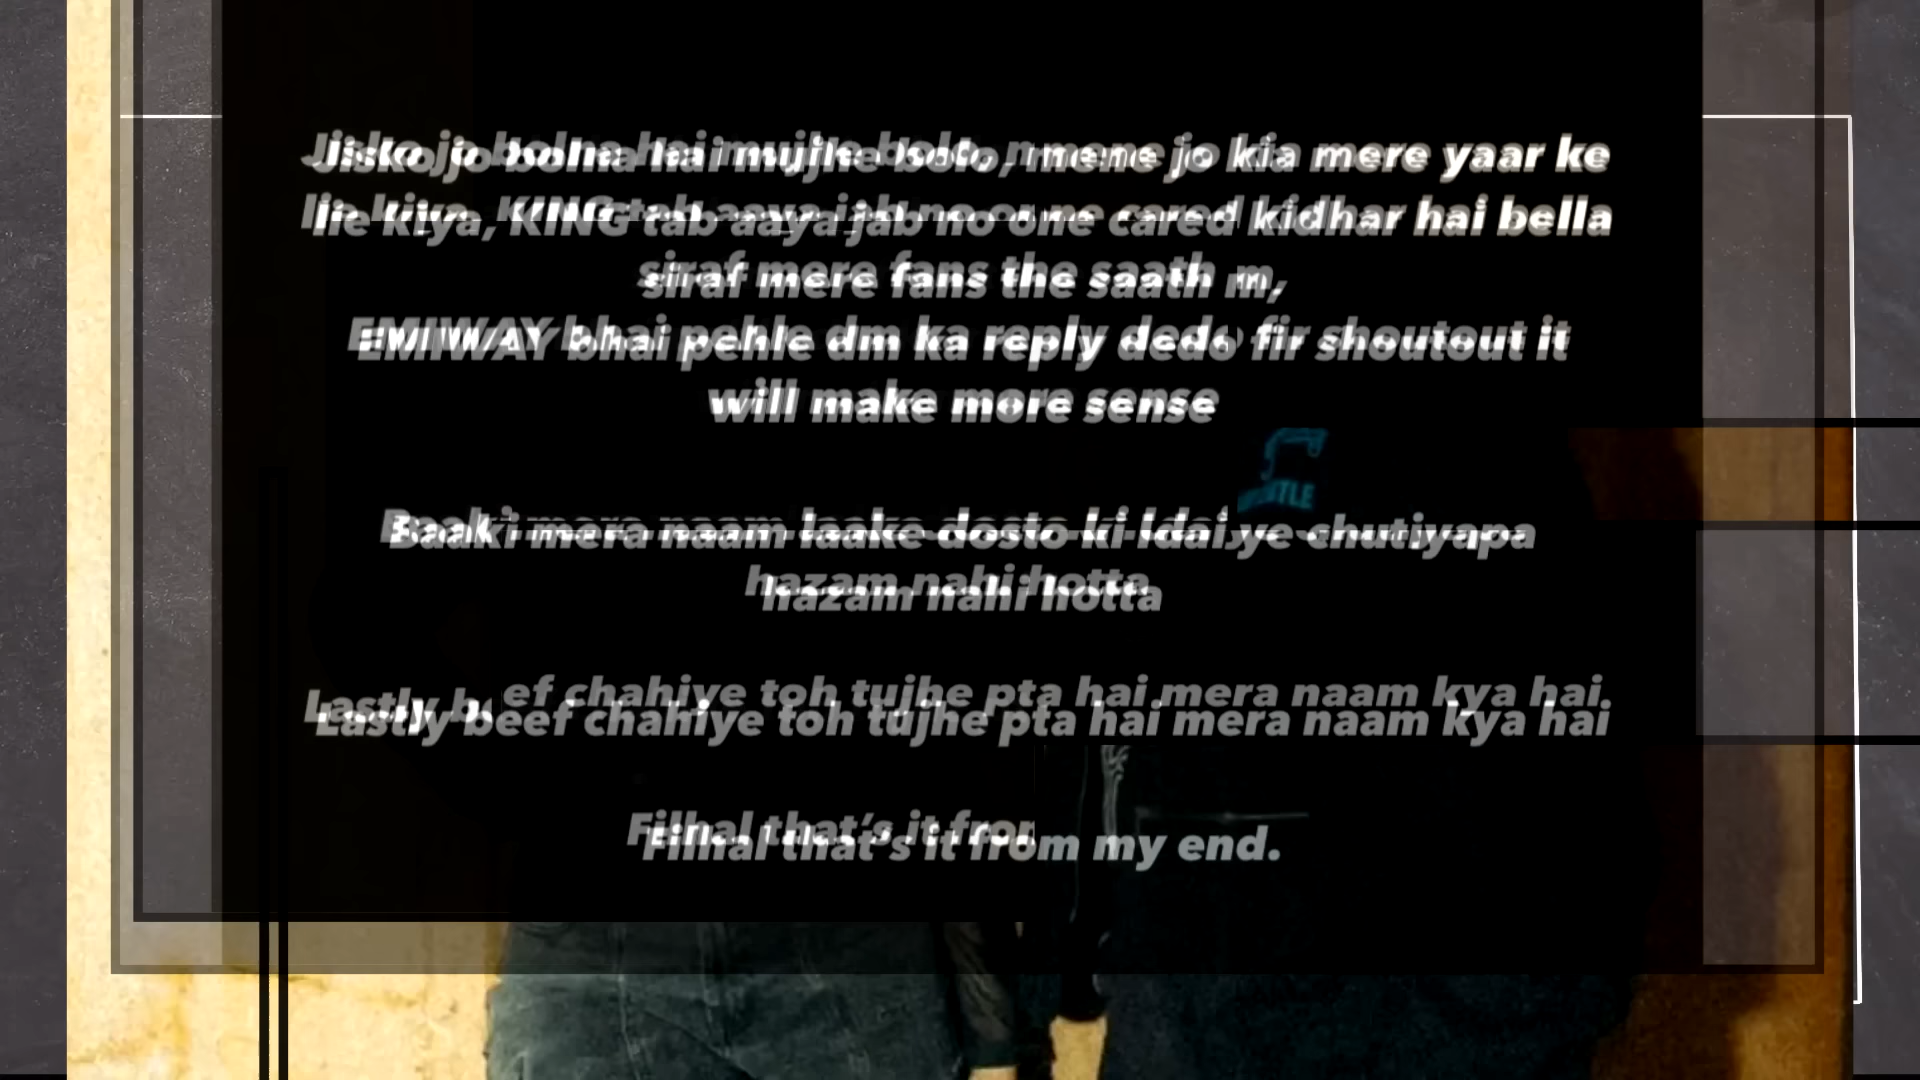 Jisko jo bolna hai mujhe bolo, mene jo kia mere yaar ke
lie kiya, KING tab aaya jab no one cared kidhar hai bella
siraf mere fans the saath m,
EMIWAY bhai pehle dm ka reply dedo fir shoutout it
will make more sense
Baaki mera naam laake dosto ki ldai ye chutiyapa
hazam nahi hotta
Lastly beef chahiye toh tujhe pta hai mera naam kya hai
Filhal that's it from my end.